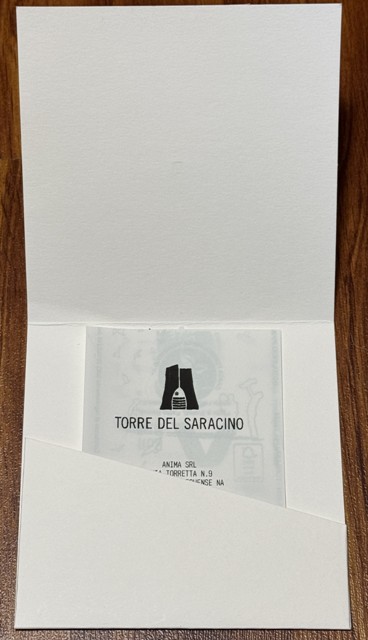 TORRE DEL SARACINO
ANIMA SRL
TORRETTA N.9
NA